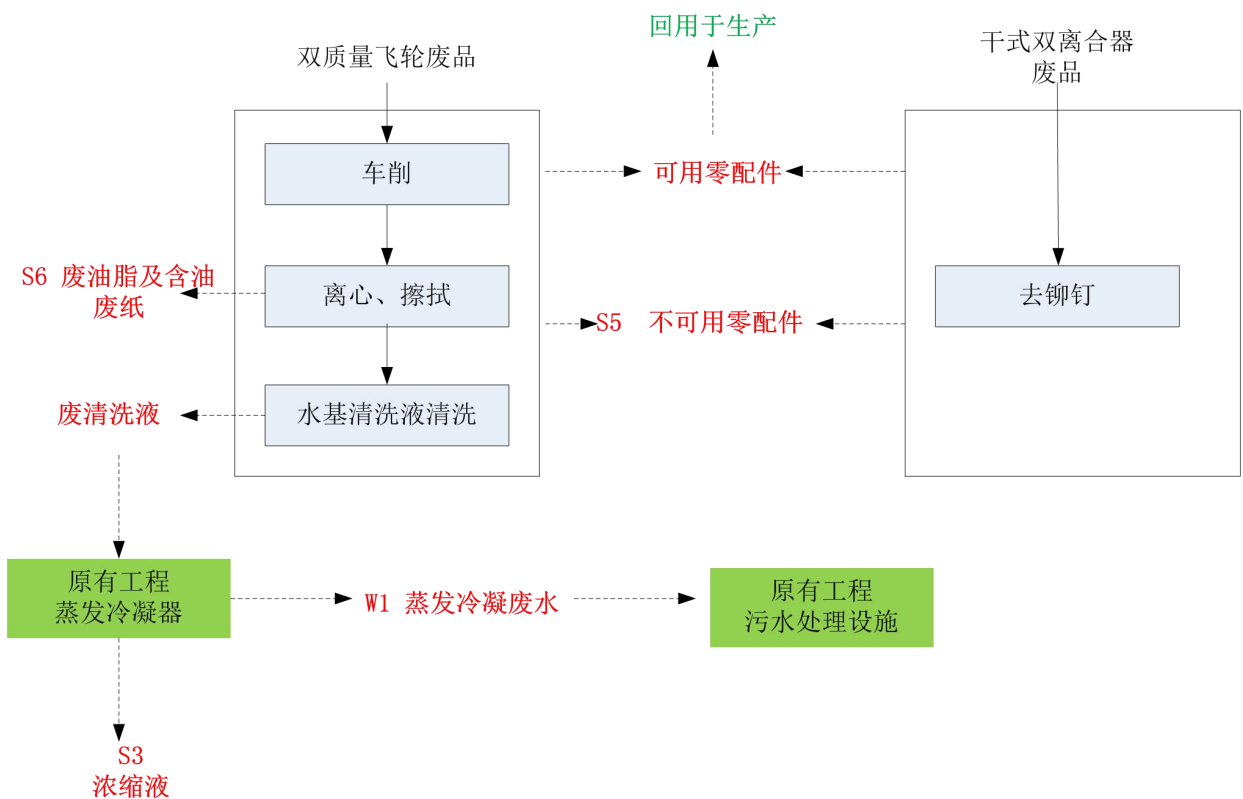 回用于生产
双质量飞轮废品
干式双离合器
废品
车削
可用零配件
S6 废油脂及含油
废纸
离心、擦拭
S5 不可用零配件
去铆钉
废清洗液
水基清洗液清洗
原有工程
蒸发冷凝器
W1 蒸发冷凝废水
原有工程
污水处理设施
S3
浓缩液